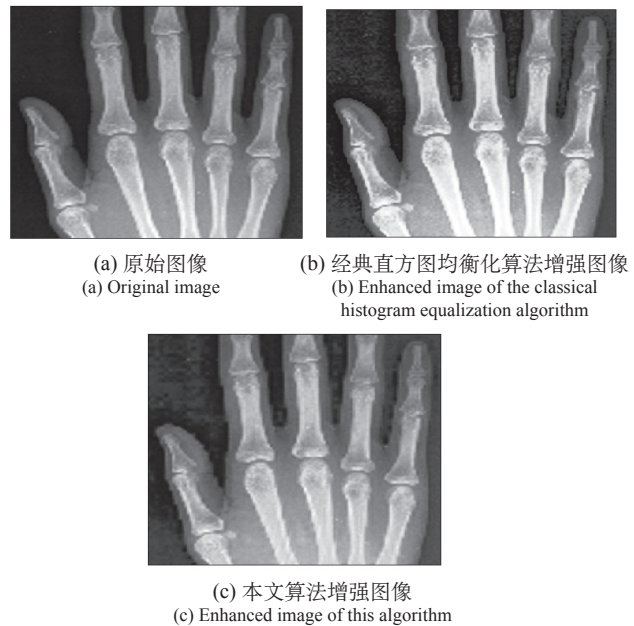 (a) 原始图像
(a) Original image
(b) 经典直方图均衡化算法增强图像
(b) Enhanced image of the classical
histogram equalization algorithm
(c) 本文算法增强图像
(c) Enhanced image of this algorithm